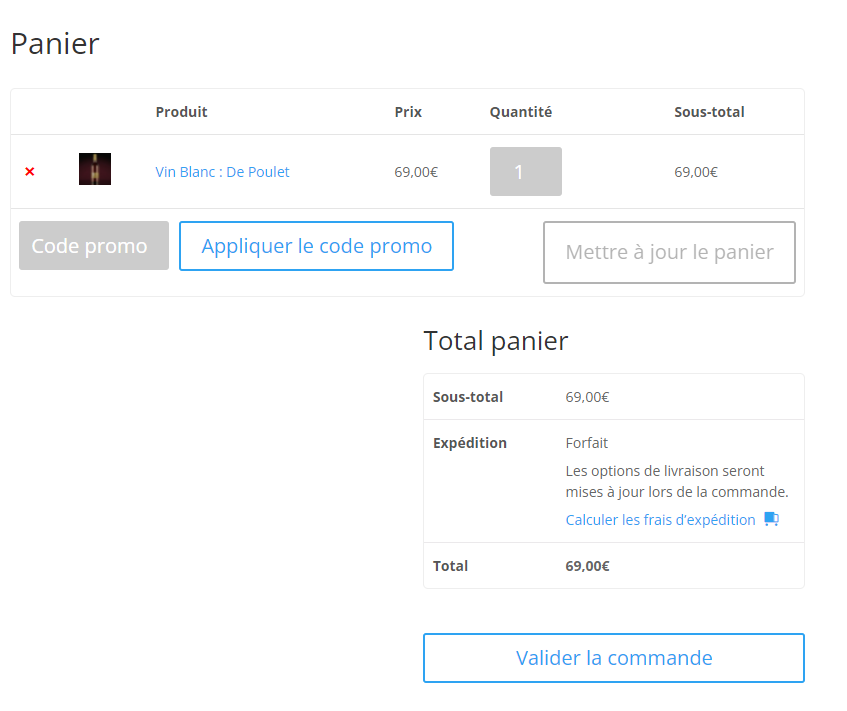 Panier
Produit Prix Quantité Sous-total
× Vin Blanc : De Poulet 69,00€ 1 69,00€
Code promo Appliquer le code promo Mettre à jour le panier
Total panier
Sous-total 69,00€
Expédition Forfait
Les options de livraison seront
mises à jour lors de la commande.
Calculer les frais d’expédition
Total 69,00€
Valider la commande